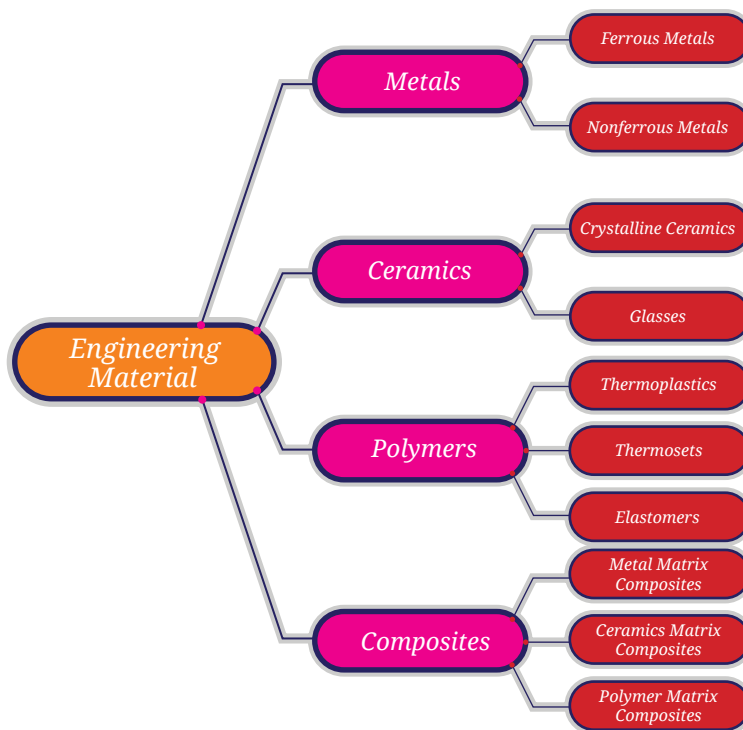 Engineering
Material
Metals
Ferrous Metals
Nonferrous Metals
Ceramics
Crystalline Ceramics
Glasses
Polymers
Thermoplastics
Thermosets
Elastomers
Composites
Metal Matrix
Composites
Ceramics Matrix
Composites
Polymer Matrix
Composites